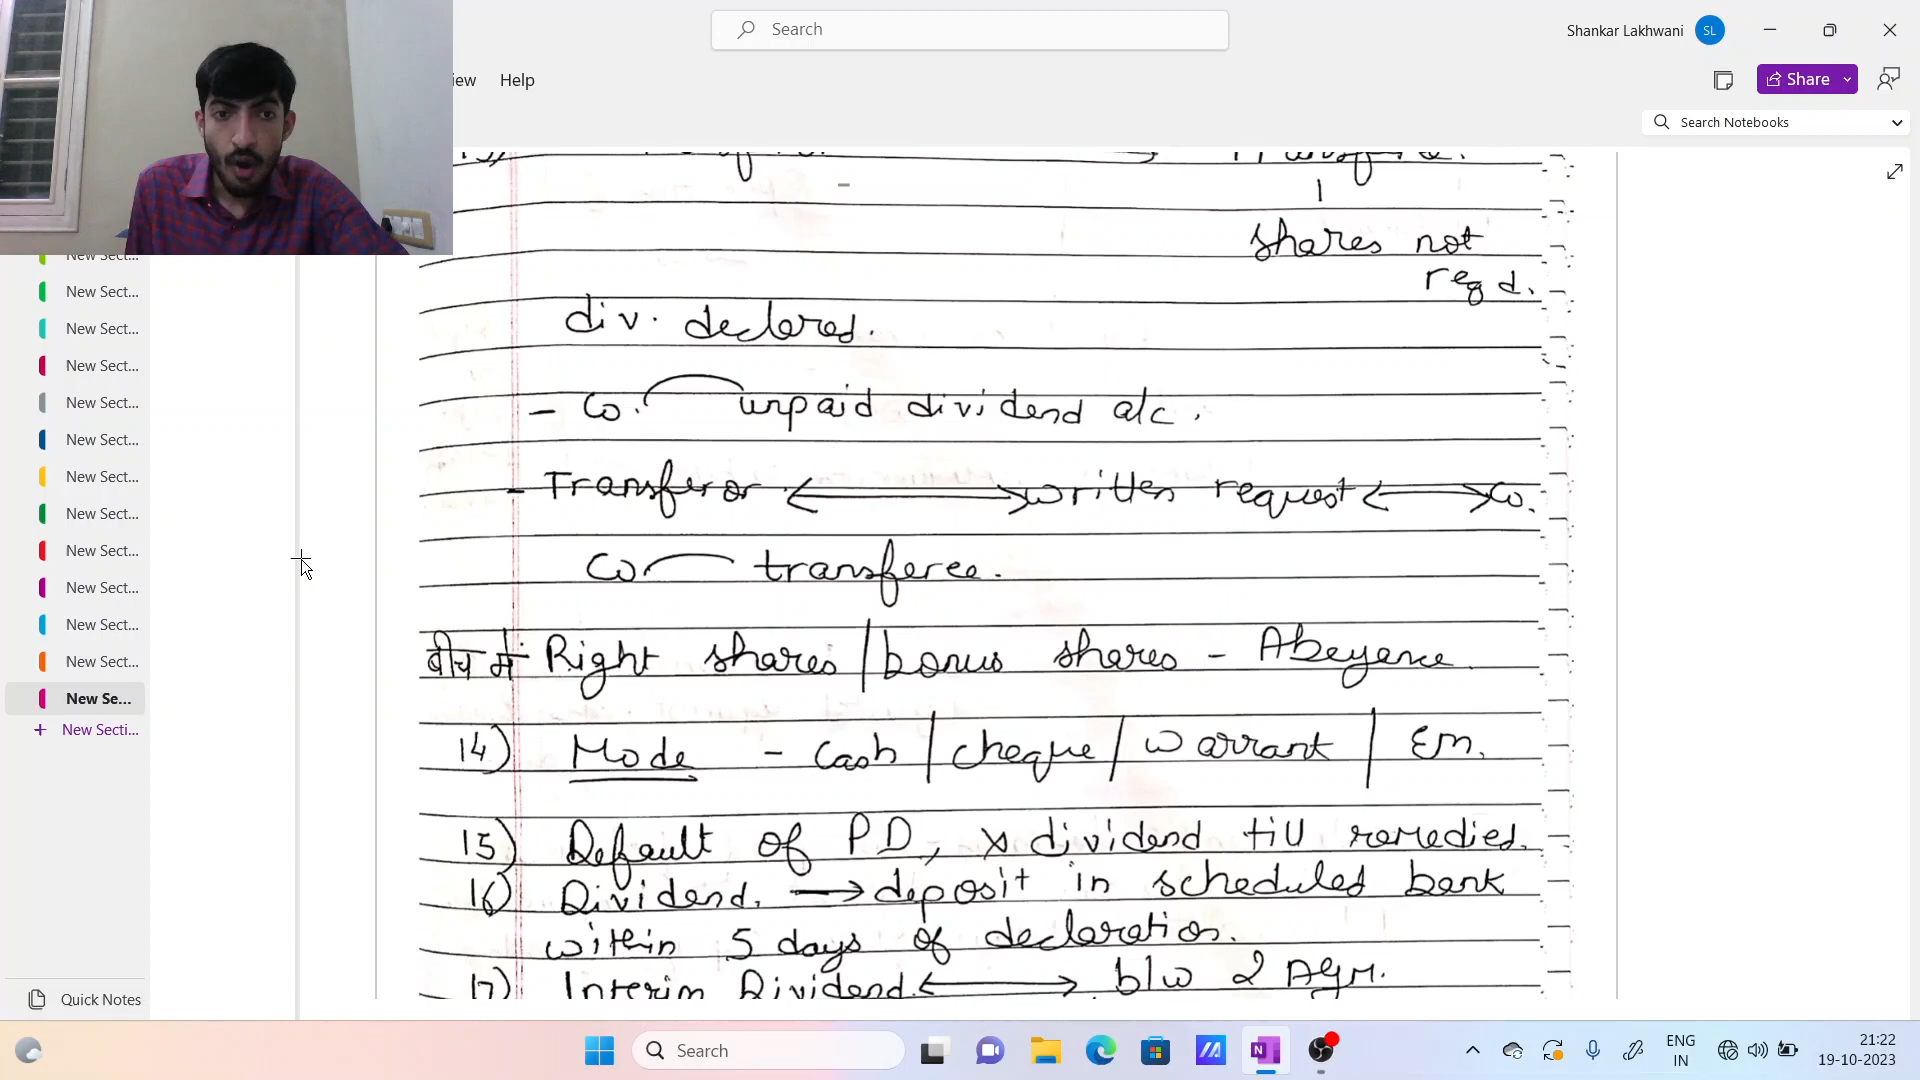 Search
Shankar Lakhwani
SL
iew Help
Share
Search Notebooks
shares not
reqd.
div. declared.
- Co. unpaid dividend a/c.
- Transferor written request Co.
Co transferee.
बीच में Right shares / bonus shares - Abeyance.
14) Mode - Cash / cheque / warrant / Em.
15) Default of PD, x dividend till remedied.
16) Dividend. → deposit in scheduled bank
within 5 days of declaration.
17) Interim Dividend. b/w 2 AGM.
New Sect...
New Sect...
New Sect...
New Sect...
New Sect...
New Sect...
New Sect...
New Sect...
New Sect...
New Sect...
New Sect...
New Sect...
New Se...
+ New Secti...
Quick Notes
Search
ENG
IN
21:22
19-10-2023